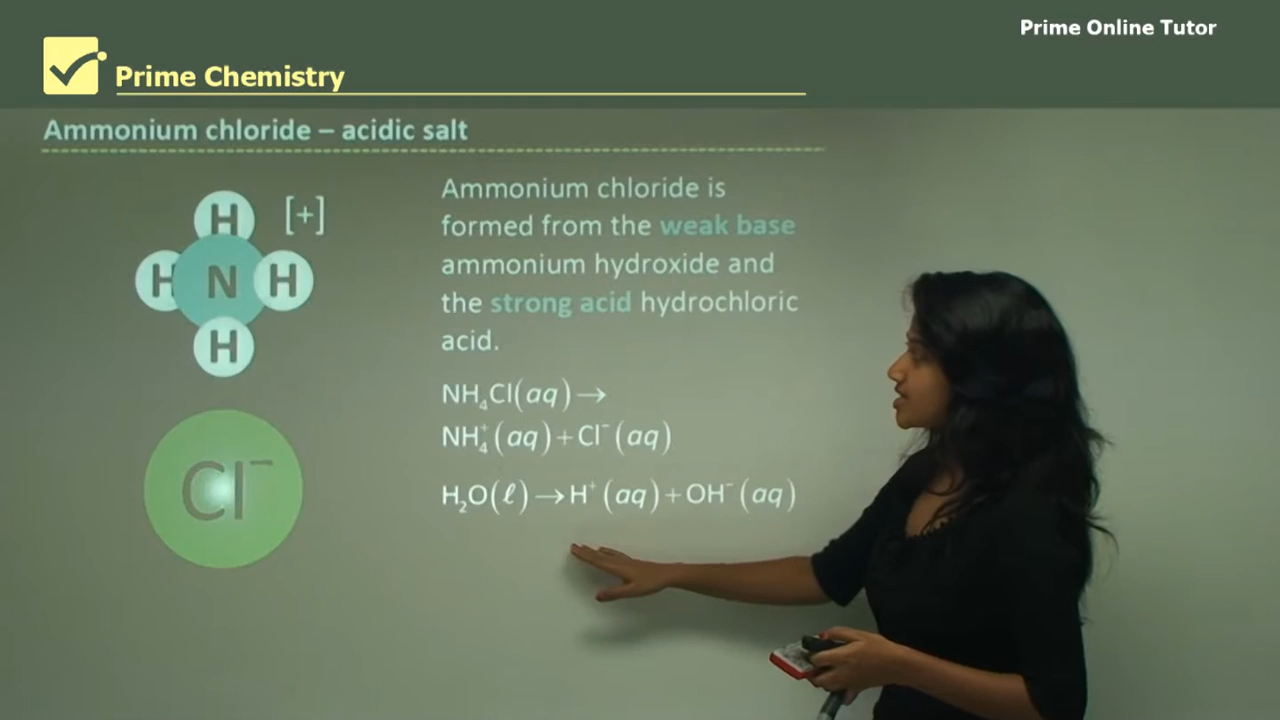 Prime Online Tutor
Prime Chemistry
Ammonium chloride – acidic salt
H
[+]
H N H
H
Cl⁻
Ammonium chloride is
formed from the weak base
ammonium hydroxide and
the strong acid hydrochloric
acid.
NH₄Cl(aq) →
NH₄⁺(aq) + Cl⁻(aq)
H₂O(ℓ) → H⁺(aq) + OH⁻(aq)